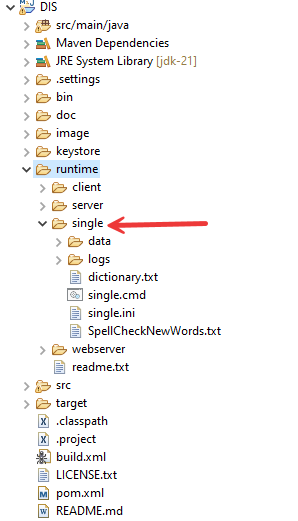 DIS
src/main/java
Maven Dependencies
JRE System Library [jdk-21]
.settings
bin
doc
image
keystore
runtime
client
server
single
data
logs
dictionary.txt
single.cmd
single.ini
SpellCheckNewWords.txt
webserver
readme.txt
src
target
.classpath
.project
build.xml
LICENSE.txt
pom.xml
README.md